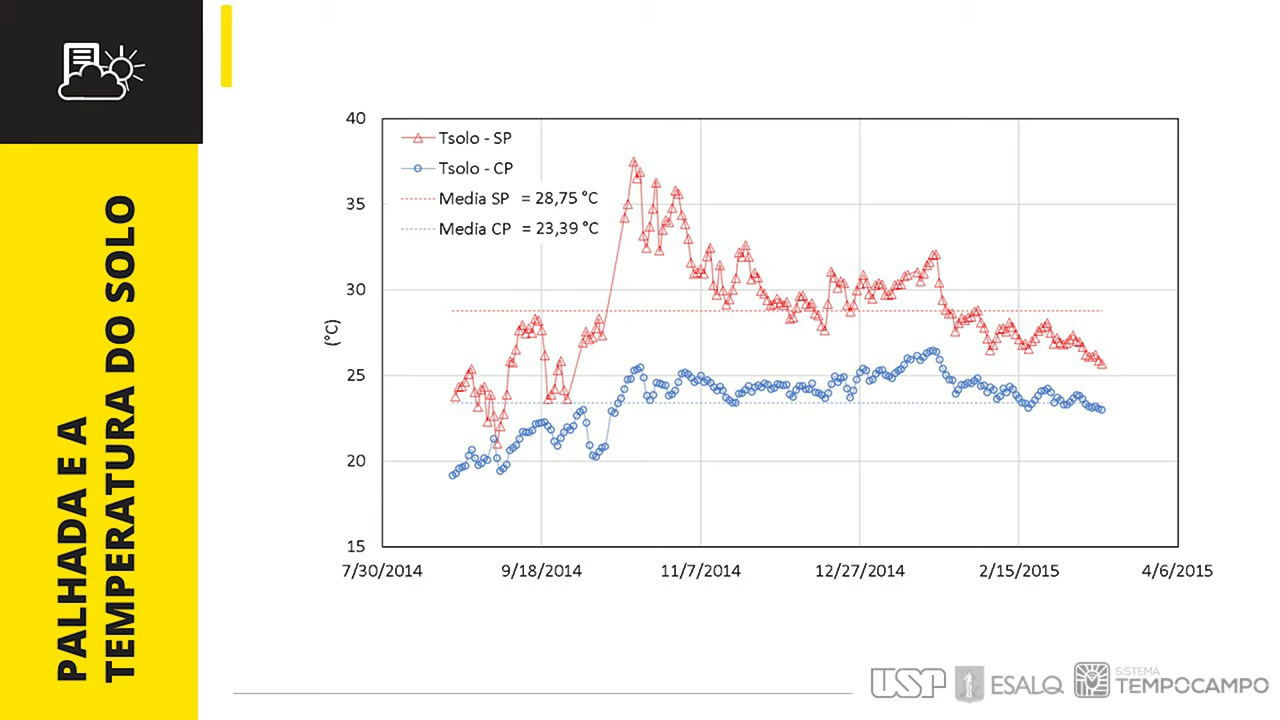 PALHADA E A
TEMPERATURA DO SOLO
Tsolo - SP
Tsolo - CP
Media SP = 28,75 °C
Media CP = 23,39 °C
40
35
30
25
20
15
(°C)
7/30/2014
9/18/2014
11/7/2014
12/27/2014
2/15/2015
4/6/2015
USP
ESALQ
SISTEMA
TEMPOCAMPO